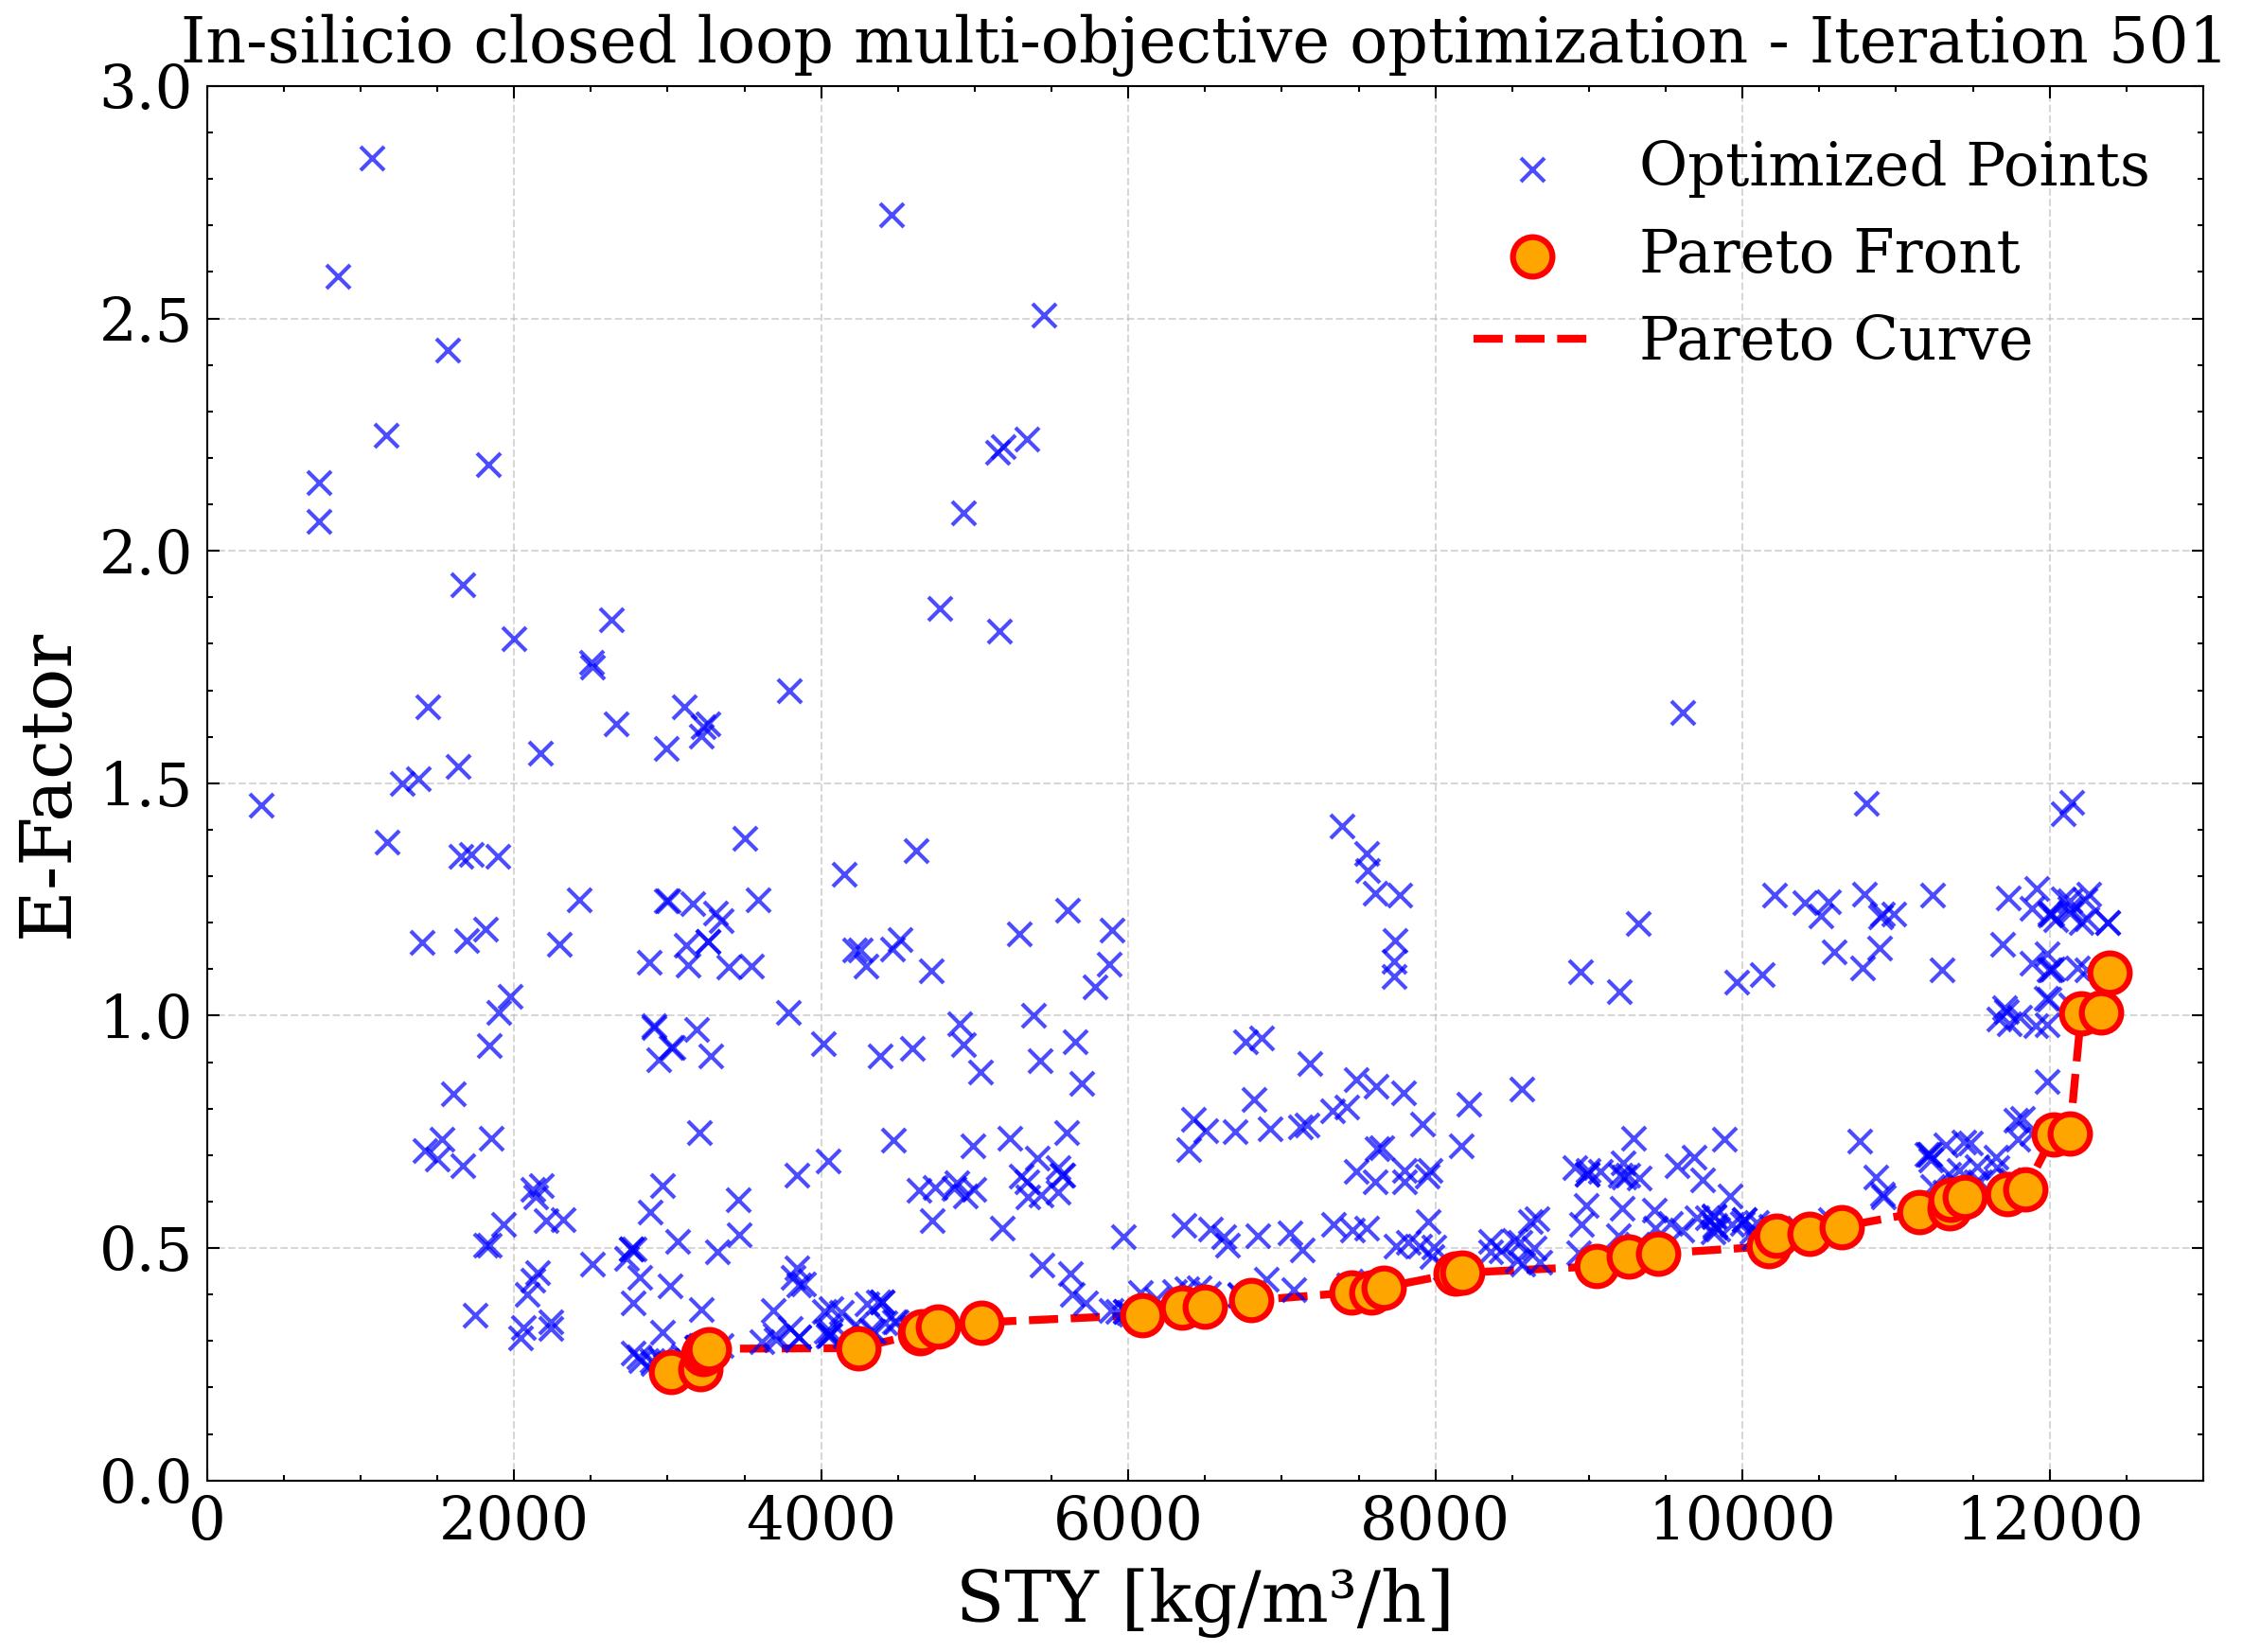 In-silicio closed loop multi-objective optimization - Iteration 501
3.0
2.5
2.0
1.5
1.0
0.5
0.0
E-Factor
Optimized Points
Pareto Front
Pareto Curve
0 2000 4000 6000 8000 10000 12000
STY [kg/m³/h]